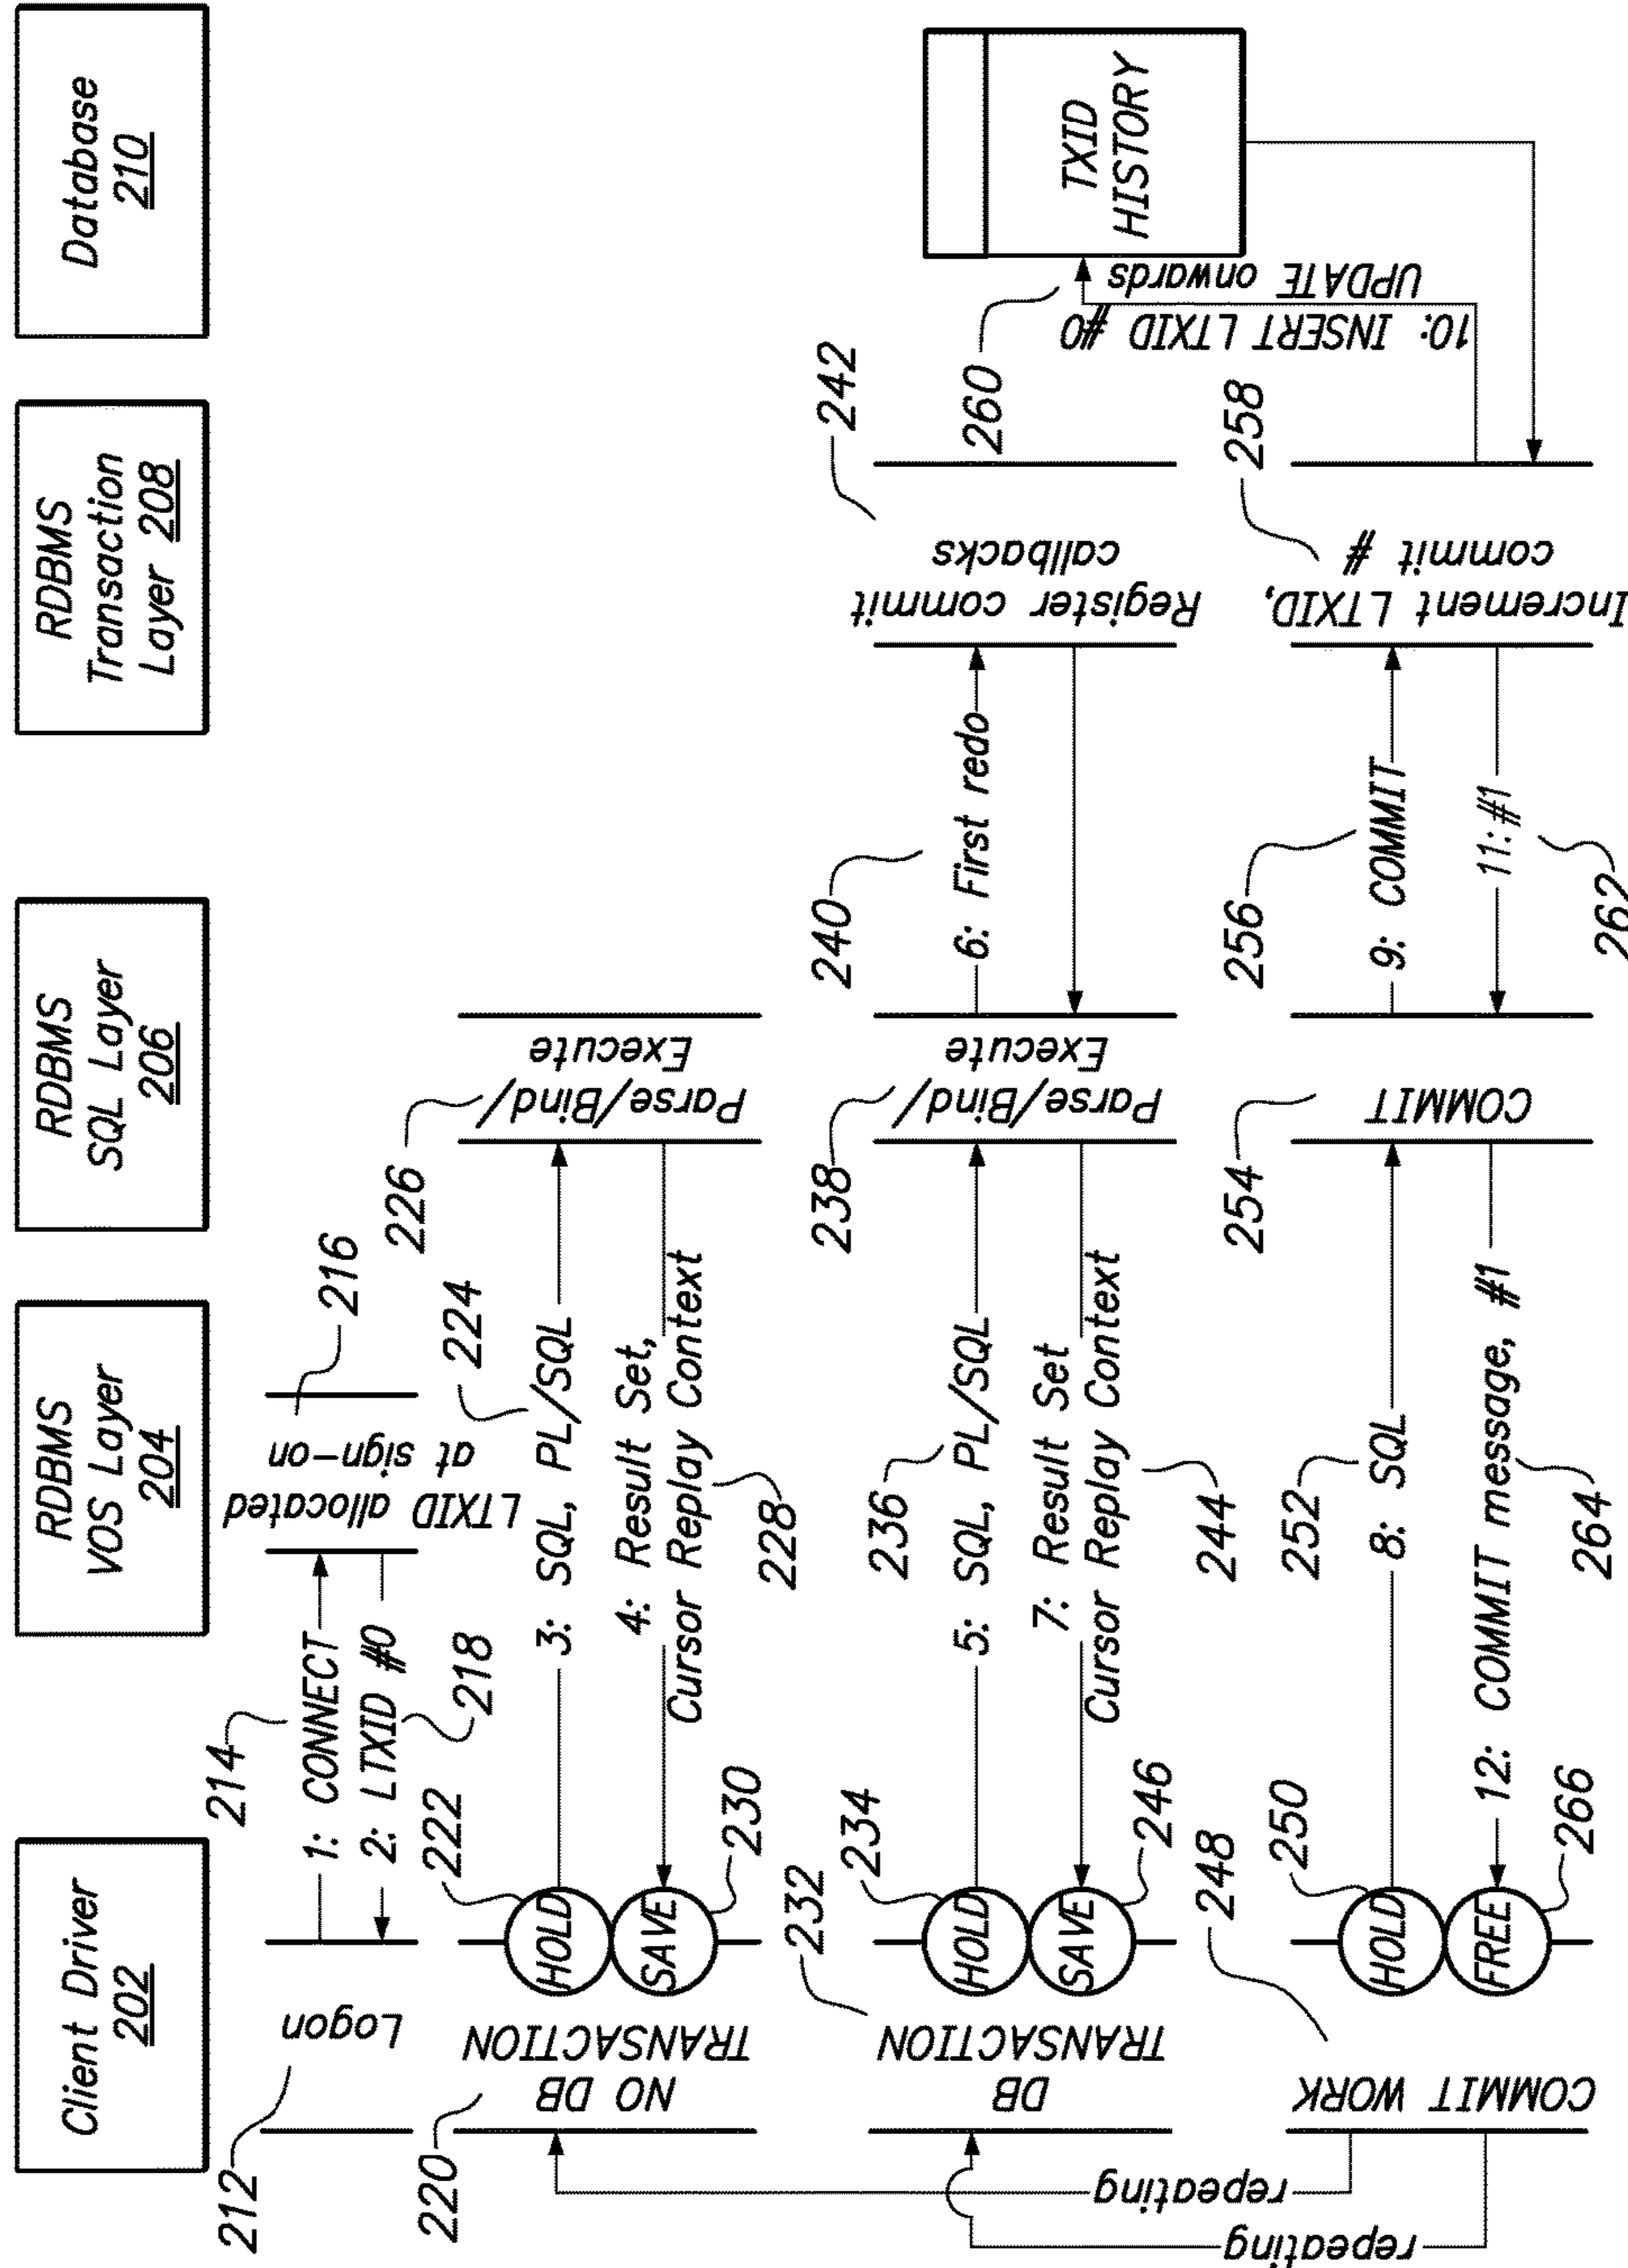 Client Driver
202
RDBMS
VOS Layer
204
RDBMS
SQL Layer
206
RDBMS
Transaction
Layer 208
Database
210
212
Logon
214
1: CONNECT
2: LTXID #0
218
LTXID allocated
at sign-on
216
220
NO DB
TRANSACTION
222
HOLD
SAVE
230
3: SQL, PL/SQL
224
4: Result Set,
Cursor Replay Context
228
226
Parse/Bind/
Execute
232
DB
TRANSACTION
234
HOLD
SAVE
246
236
5: SQL, PL/SQL
7: Result Set
Cursor Replay Context
244
238
Parse/Bind/
Execute
240
6: First redo
Register commit
callbacks
242
248
COMMIT WORK
250
HOLD
FREE
266
252
8: SQL
12: COMMIT message, #1
264
254
COMMIT
256
9: COMMIT
11: #1
262
Increment LTXID,
commit #
258
260
10: INSERT LTXID #0
UPDATE onwards
TXID
HISTORY
repeating
repeating